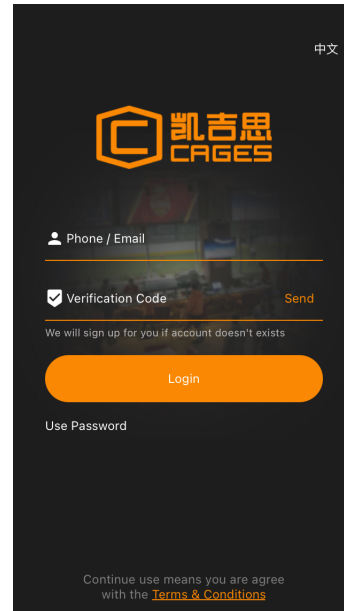 中文
凯吉思
CAGES
Phone / Email
Verification Code Send
We will sign up for you if account doesn't exists
Login
Use Password
Continue use means you are agree
with the Terms & Conditions